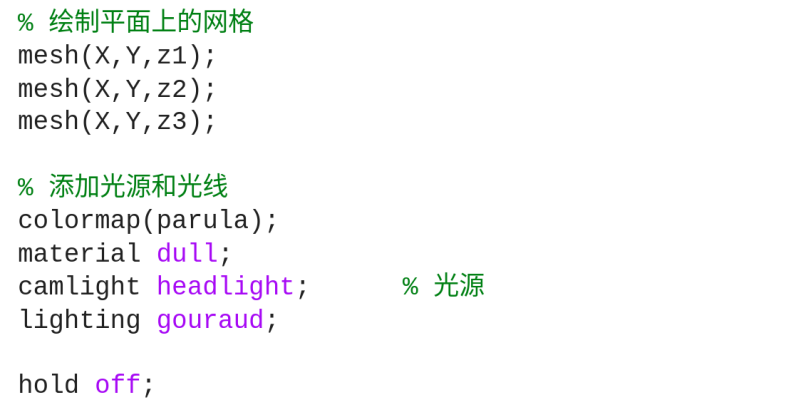 % 绘制平面上的网格
mesh(X,Y,z1);
mesh(X,Y,z2);
mesh(X,Y,z3);
% 添加光源和光线
colormap(parula);
material dull;
camlight headlight;      % 光源
lighting gouraud;
hold off;